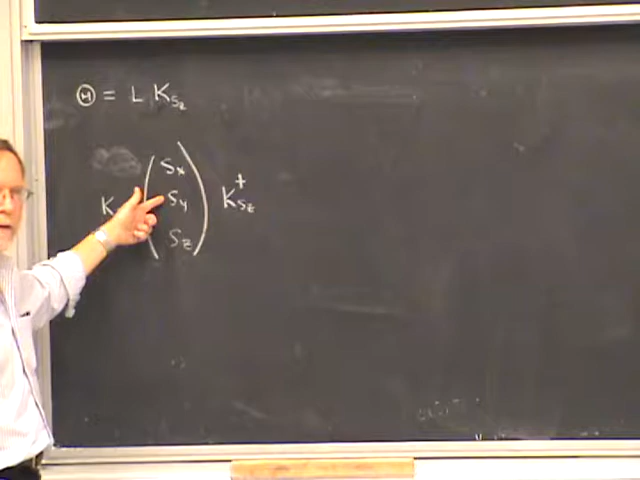 Θ = L K_{S_z}
K ( S_x
S_y
S_z ) K^†_{S_z}